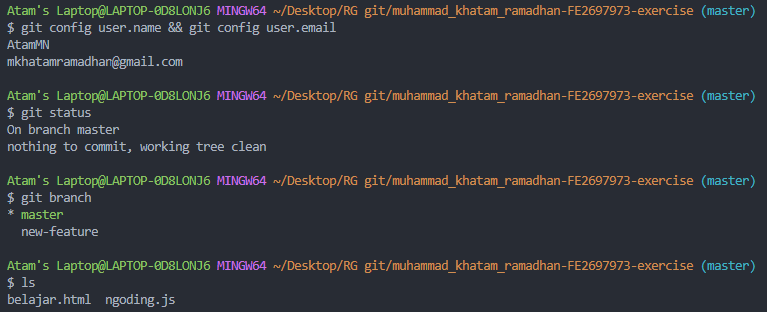 Atam's Laptop@LAPTOP-0D8LONJ6 MINGW64 ~/Desktop/RG git/muhammad_khatam_ramadhan-FE2697973-exercise (master)
$ git config user.name && git config user.email
AtamMN
mkhatamramadhan@gmail.com
Atam's Laptop@LAPTOP-0D8LONJ6 MINGW64 ~/Desktop/RG git/muhammad_khatam_ramadhan-FE2697973-exercise (master)
$ git status
On branch master
nothing to commit, working tree clean
Atam's Laptop@LAPTOP-0D8LONJ6 MINGW64 ~/Desktop/RG git/muhammad_khatam_ramadhan-FE2697973-exercise (master)
$ git branch
* master
  new-feature
Atam's Laptop@LAPTOP-0D8LONJ6 MINGW64 ~/Desktop/RG git/muhammad_khatam_ramadhan-FE2697973-exercise (master)
$ ls
belajar.html  ngoding.js